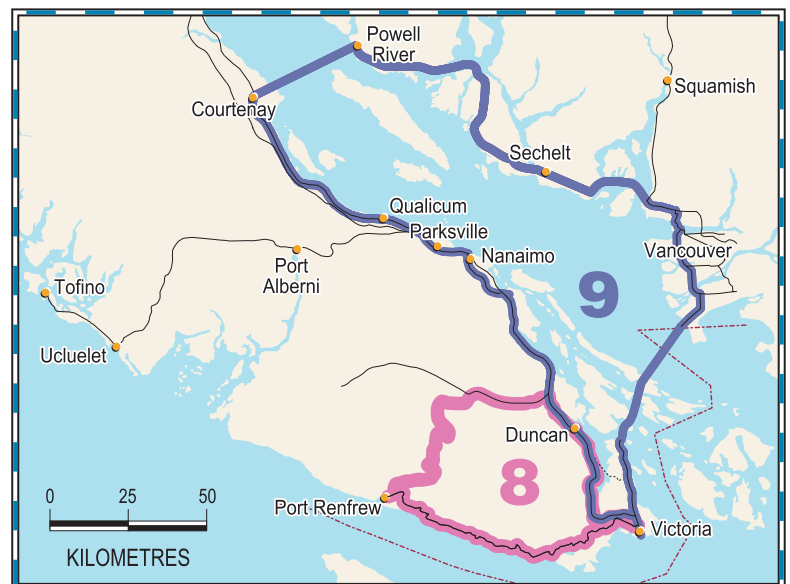 Powell
River
Squamish
Courtenay
Sechelt
Qualicum
Parksville
Vancouver
Nanaimo
Port
Alberni
Tofino
9
Ucluelet
Duncan
8
0 25 50
Port Renfrew
Victoria
KILOMETRES